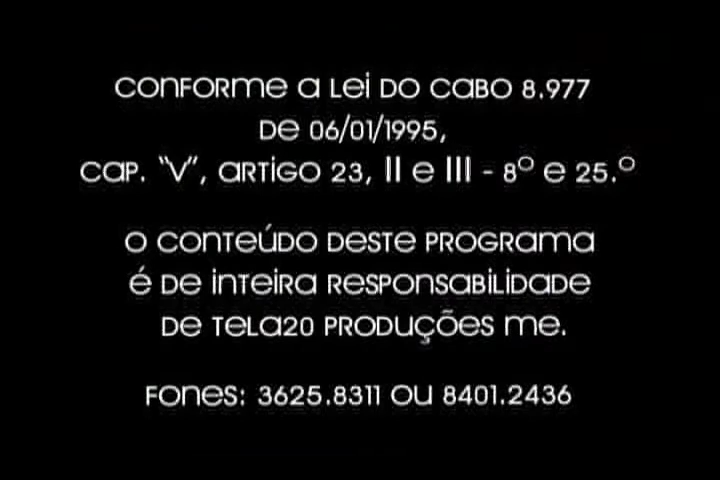 CONFORME A LEI DO CABO 8.977
DE 06/01/1995,
CAP. "V", ARTIGO 23, II E III - 8º E 25.º
O CONTEÚDO DESTE PROGRAMA
É DE INTEIRA RESPONSABILIDADE
DE TELA20 PRODUÇÕES ME.
FONES: 3625.8311 OU 8401.2436